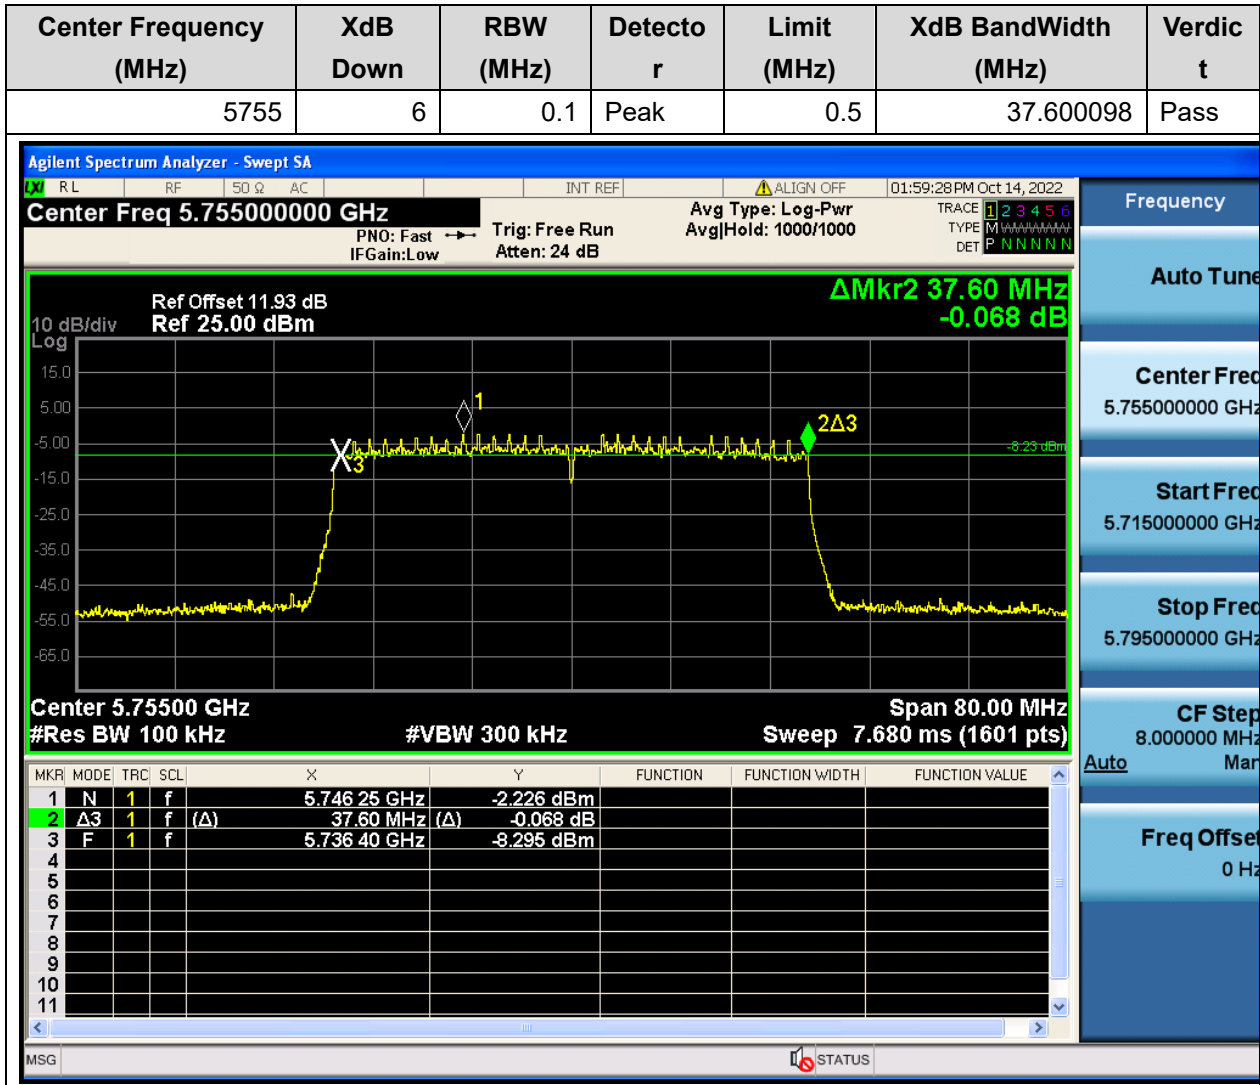 Center Frequency (MHz) XdB Down RBW (MHz) Detecto r Limit (MHz) XdB BandWidth (MHz) Verdic t
5755 6 0.1 Peak 0.5 37.600098 Pass
Agilent Spectrum Analyzer - Swept SA
LXI RL RF 50 Ω AC INT REF ALIGN OFF 01:59:28 PM Oct 14, 2022
Center Freq 5.755000000 GHz
PNO: Fast
IFGain:Low
Trig: Free Run
Atten: 24 dB
Avg Type: Log-Pwr
Avg|Hold: 1000/1000
TRACE 1 2 3 4 5 6
TYPE M
DET P N N N N N
Ref Offset 11.93 dB
Ref 25.00 dBm
10 dB/div
Log
ΔMkr2 37.60 MHz
-0.068 dB
15.0
5.00
-5.00
-15.0
-25.0
-35.0
-45.0
-55.0
-65.0
1
2Δ3
3
-8.23 dBm
Center 5.75500 GHz Span 80.00 MHz
#Res BW 100 kHz #VBW 300 kHz Sweep 7.680 ms (1601 pts)
MKR MODE TRC SCL X Y FUNCTION FUNCTION WIDTH FUNCTION VALUE
1 N 1 f 5.746 25 GHz -2.226 dBm
2 Δ3 1 f (Δ) 37.60 MHz (Δ) -0.068 dB
3 F 1 f 5.736 40 GHz -8.295 dBm
4
5
6
7
8
9
10
11
MSG STATUS
Frequency
Auto Tune
Center Freq
5.755000000 GHz
Start Freq
5.715000000 GHz
Stop Freq
5.795000000 GHz
CF Step
8.000000 MHz
Auto Man
Freq Offset
0 Hz